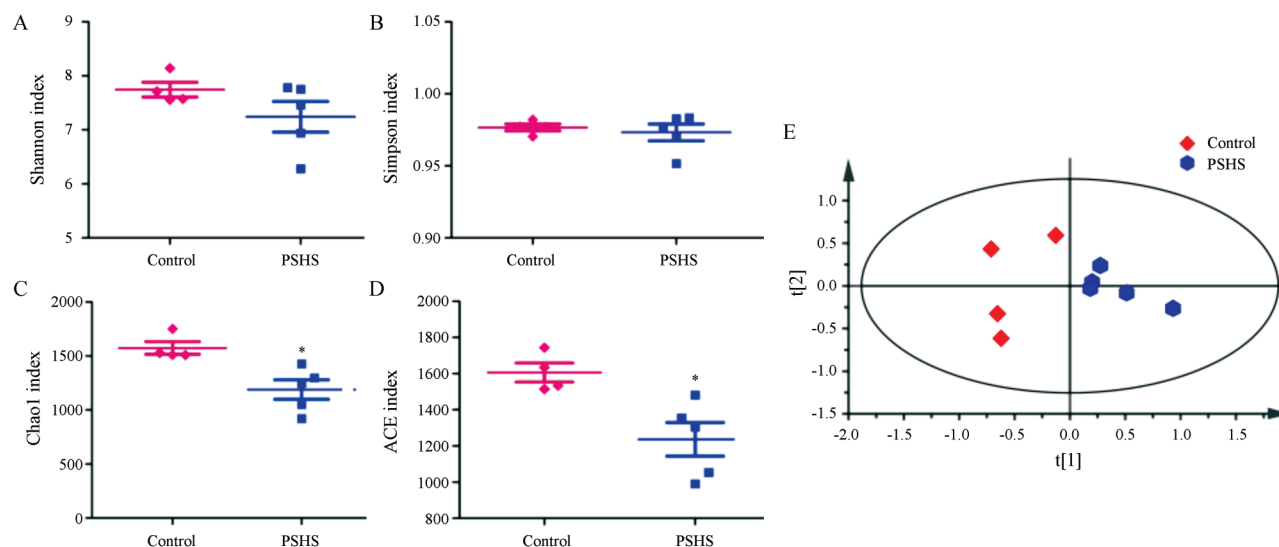 A
Shannon index
9
8
7
6
5
Control
PSHS
B
Simpson index
1.05
1.00
0.95
0.90
Control
PSHS
C
Chao1 index
2000
1500
1000
500
0
*
Control
PSHS
D
ACE index
1800
1600
1400
1200
1000
800
*
Control
PSHS
E
Control
PSHS
t[2]
1.0
0.5
0.0
-0.5
-1.0
-1.5
-2.0 -1.5 -1.0 -0.5 0.0 0.5 1.0 1.5
t[1]